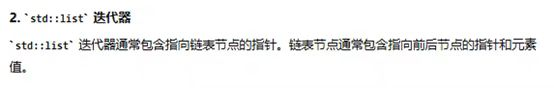 2. `std::list` 迭代器
`std::list` 迭代器通常包含指向链表节点的指针。链表节点通常包含指向前后节点的指针和元素
值。